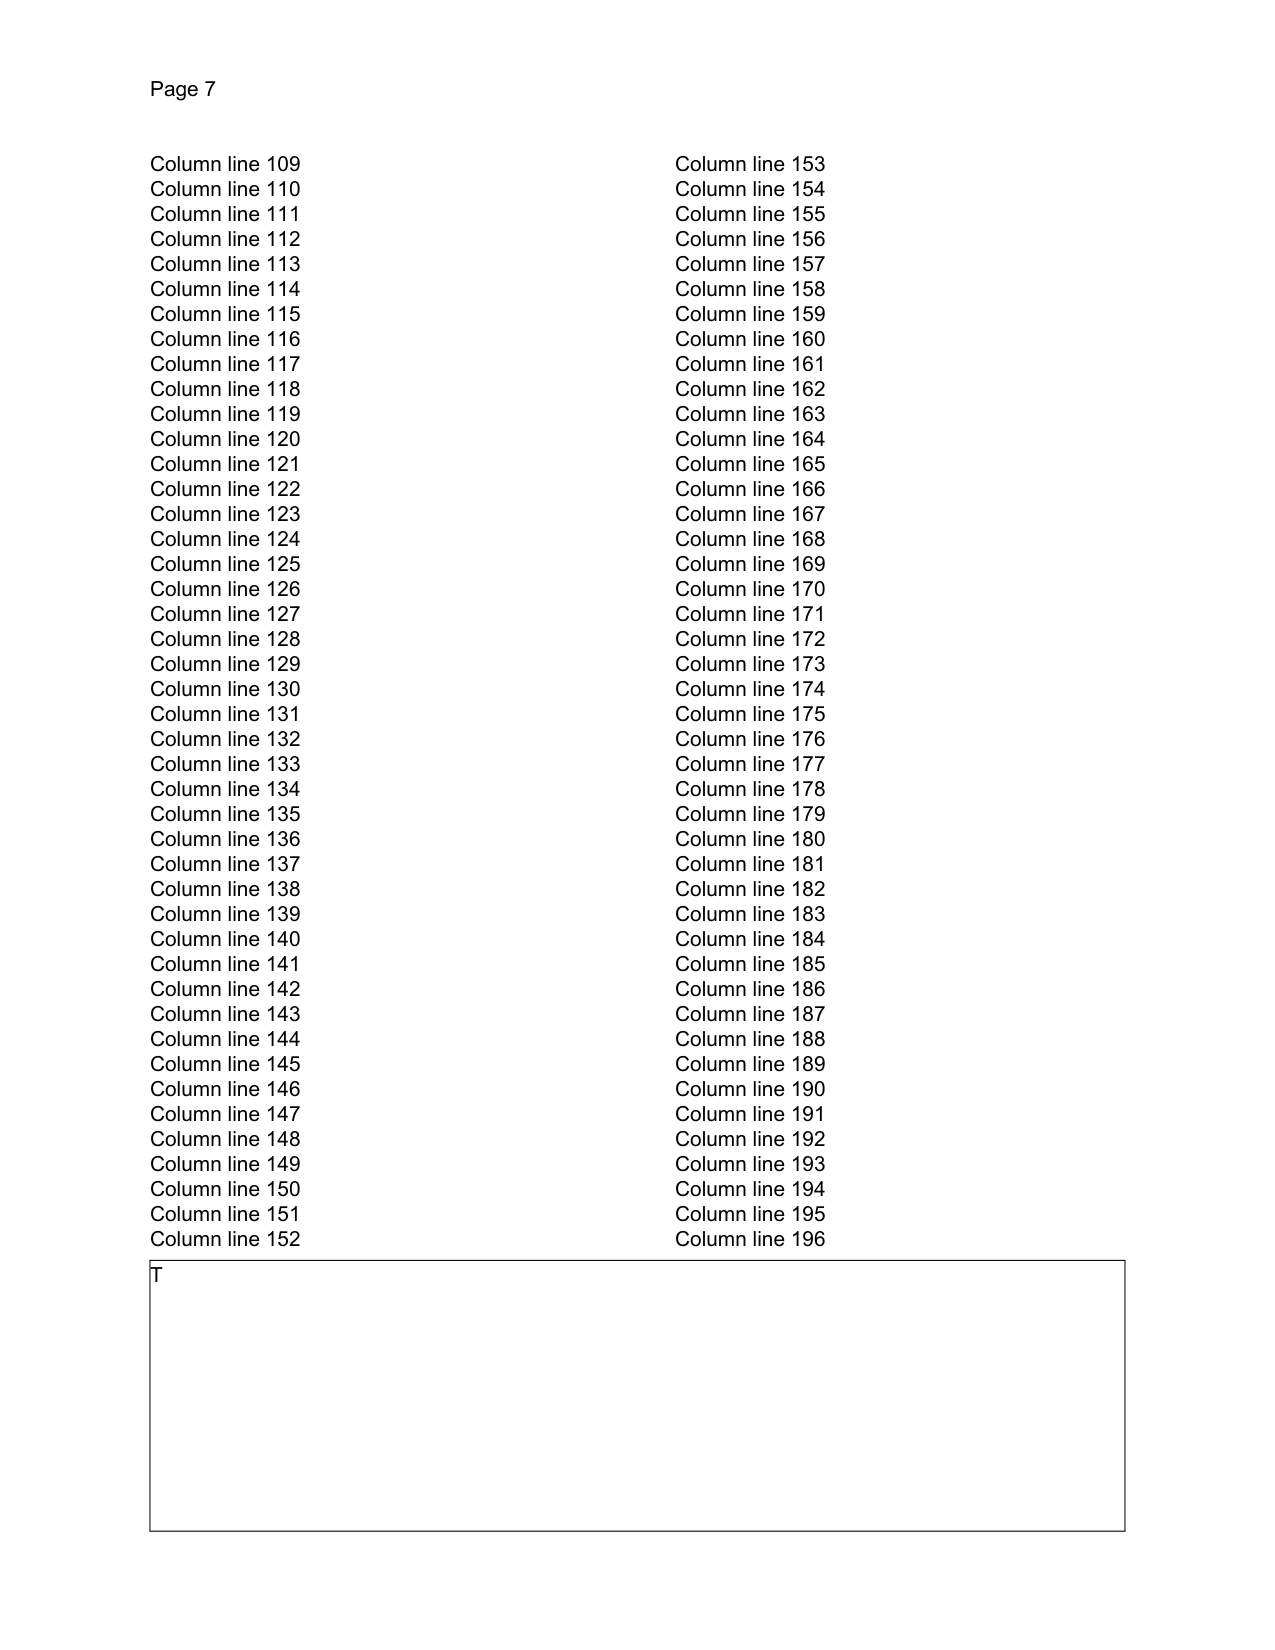 Page 7
Column line 109
Column line 110
Column line 111
Column line 112
Column line 113
Column line 114
Column line 115
Column line 116
Column line 117
Column line 118
Column line 119
Column line 120
Column line 121
Column line 122
Column line 123
Column line 124
Column line 125
Column line 126
Column line 127
Column line 128
Column line 129
Column line 130
Column line 131
Column line 132
Column line 133
Column line 134
Column line 135
Column line 136
Column line 137
Column line 138
Column line 139
Column line 140
Column line 141
Column line 142
Column line 143
Column line 144
Column line 145
Column line 146
Column line 147
Column line 148
Column line 149
Column line 150
Column line 151
Column line 152
Column line 153
Column line 154
Column line 155
Column line 156
Column line 157
Column line 158
Column line 159
Column line 160
Column line 161
Column line 162
Column line 163
Column line 164
Column line 165
Column line 166
Column line 167
Column line 168
Column line 169
Column line 170
Column line 171
Column line 172
Column line 173
Column line 174
Column line 175
Column line 176
Column line 177
Column line 178
Column line 179
Column line 180
Column line 181
Column line 182
Column line 183
Column line 184
Column line 185
Column line 186
Column line 187
Column line 188
Column line 189
Column line 190
Column line 191
Column line 192
Column line 193
Column line 194
Column line 195
Column line 196
T